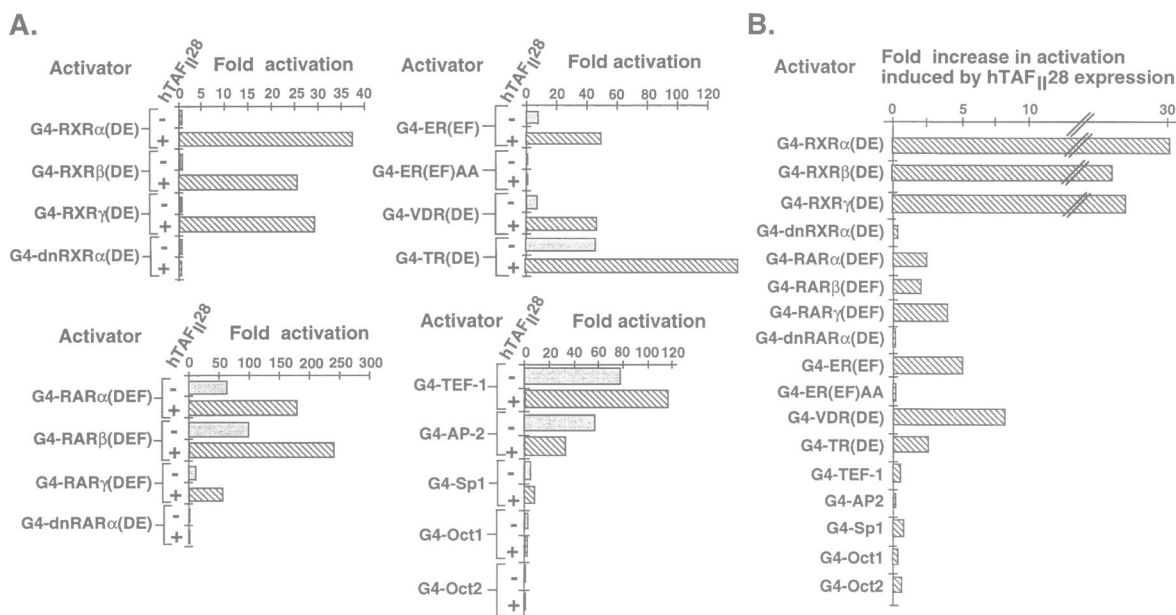 A.
Activator
hTAFII28
Fold activation
0 5 10 15 20 25 30 35 40
G4-RXRα(DE)
-
+
G4-RXRβ(DE)
-
+
G4-RXRγ(DE)
-
+
G4-dnRXRα(DE)
-
+
Activator
hTAFII28
Fold activation
0 20 40 60 80 100 120
G4-ER(EF)
-
+
G4-ER(EF)AA
-
+
G4-VDR(DE)
-
+
G4-TR(DE)
-
+
Activator
hTAFII28
Fold activation
0 50 100 150 200 250 300
G4-RARα(DEF)
-
+
G4-RARβ(DEF)
-
+
G4-RARγ(DEF)
-
+
G4-dnRARα(DE)
-
+
Activator
hTAFII28
Fold activation
0 20 40 60 80 100 120
G4-TEF-1
-
+
G4-AP-2
-
+
G4-Sp1
-
+
G4-Oct1
-
+
G4-Oct2
-
+
B.
Activator
Fold increase in activation
induced by hTAFII28 expression
0 5 10 30
G4-RXRα(DE)
G4-RXRβ(DE)
G4-RXRγ(DE)
G4-dnRXRα(DE)
G4-RARα(DEF)
G4-RARβ(DEF)
G4-RARγ(DEF)
G4-dnRARα(DE)
G4-ER(EF)
G4-ER(EF)AA
G4-VDR(DE)
G4-TR(DE)
G4-TEF-1
G4-AP2
G4-Sp1
G4-Oct1
G4-Oct2